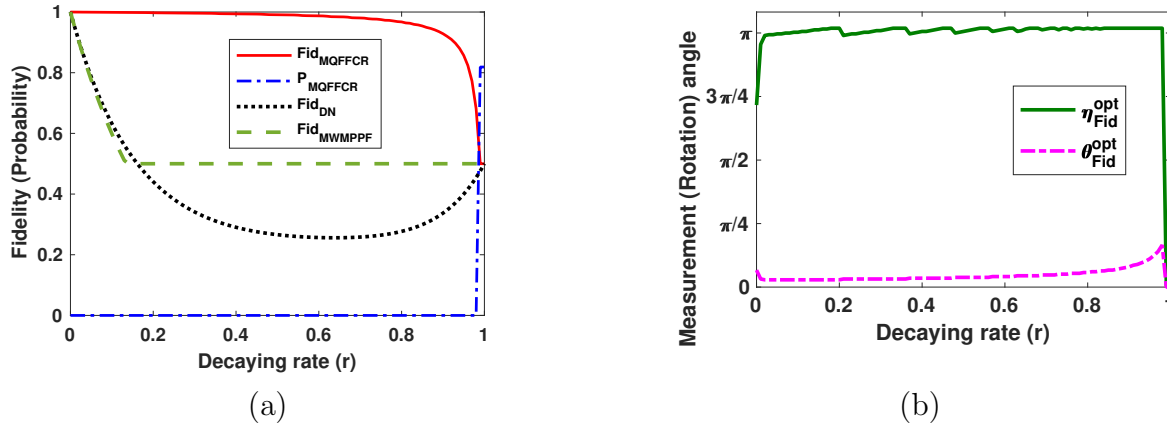 Fidelity (Probability)
1
0.8
0.6
0.4
0.2
0
0 0.2 0.4 0.6 0.8 1
Decaying rate (r)
Fid_MQFFCR
P_MQFFCR
Fid_DN
Fid_MWMPPF
(a)
Measurement (Rotation) angle
π
3π/4
π/2
π/4
0
0 0.2 0.4 0.6 0.8 1
Decaying rate (r)
η^opt_Fid
θ^opt_Fid
(b)